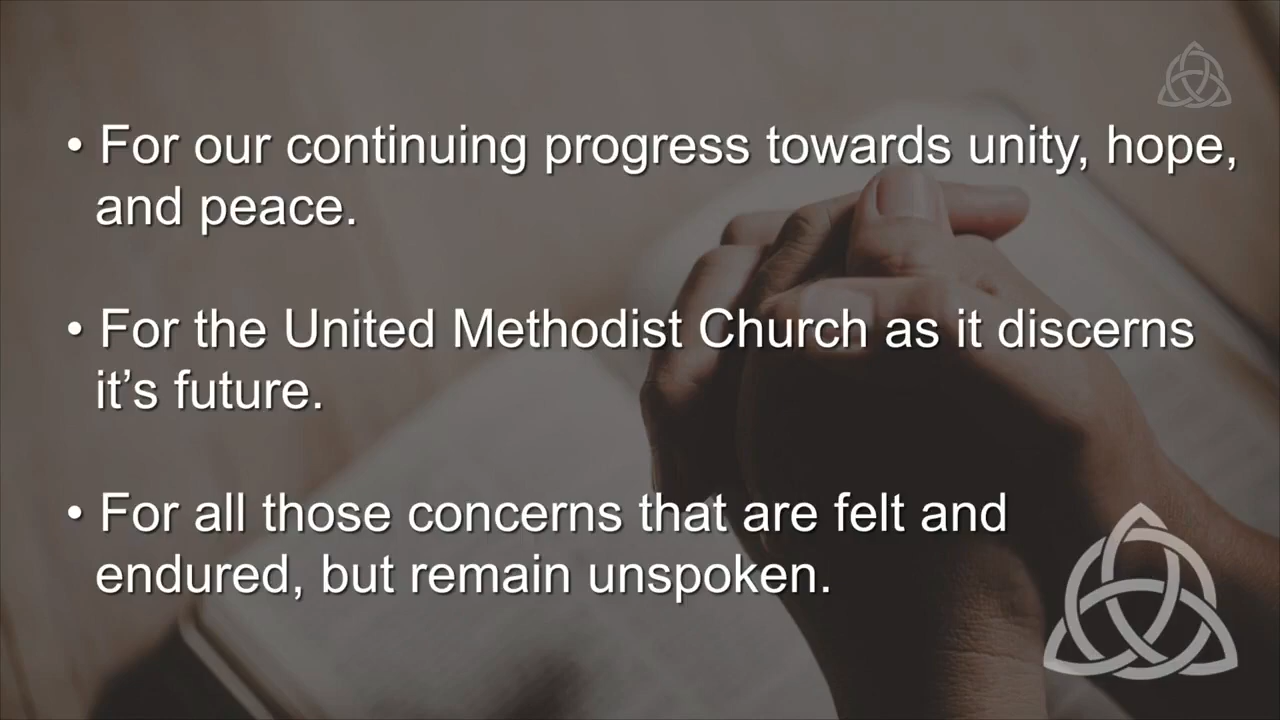 • For our continuing progress towards unity, hope,
and peace.
• For the United Methodist Church as it discerns
it’s future.
• For all those concerns that are felt and
endured, but remain unspoken.